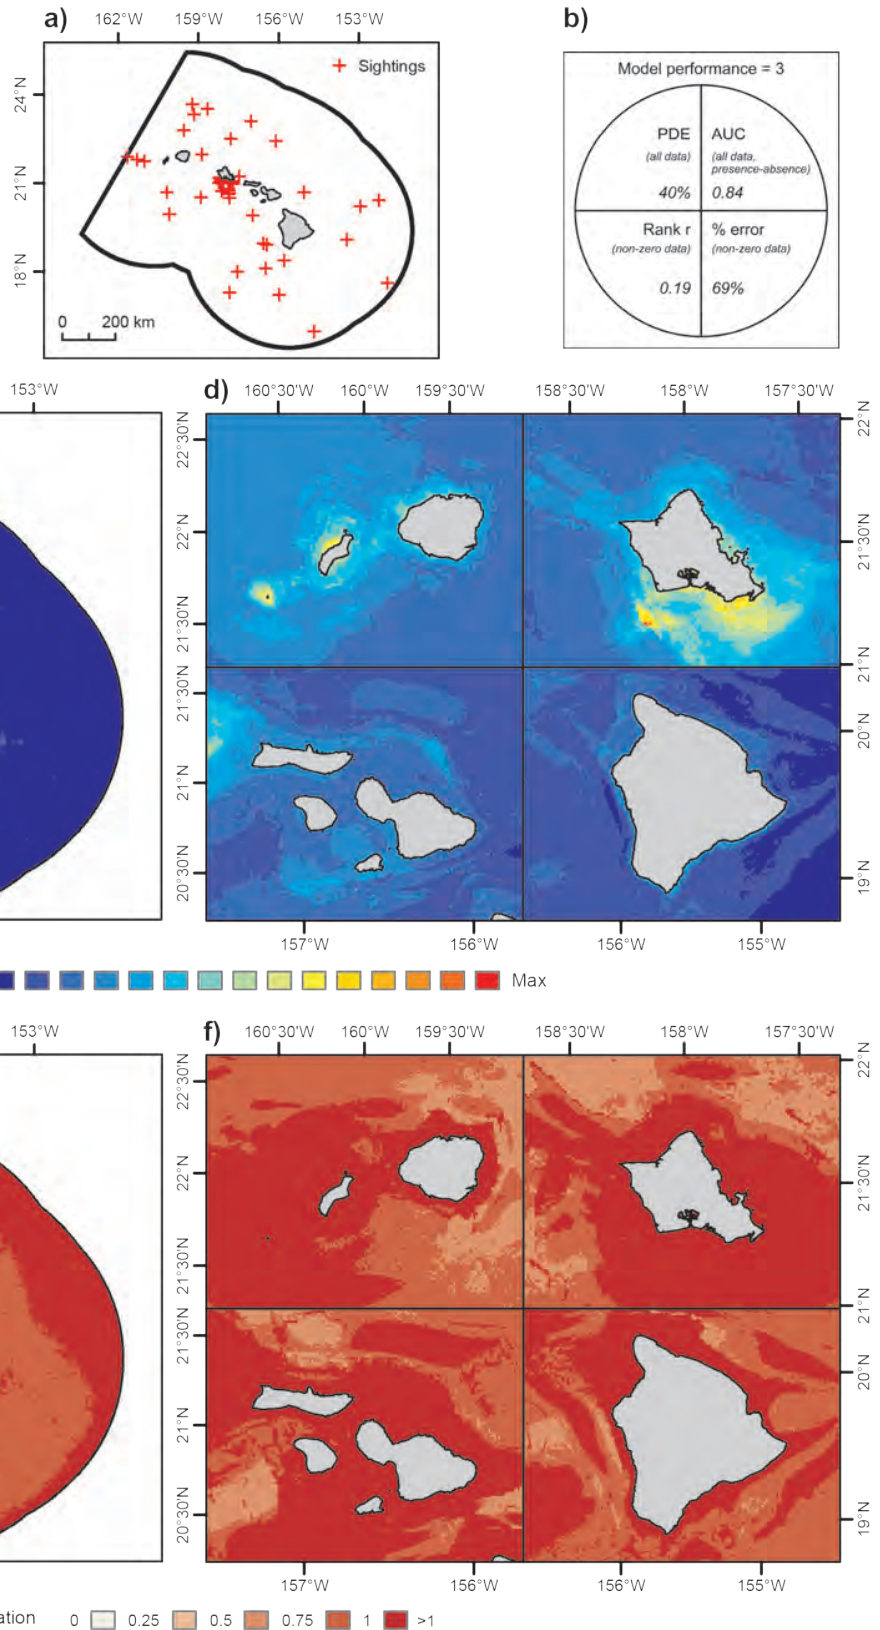 a)
162°W 159°W 156°W 153°W
24°N
21°N
18°N
Sightings
0 200 km
b)
Model performance = 3
PDE
(all data)
40%
AUC
(all data,
presence-absence)
0.84
Rank r
(non-zero data)
0.19
% error
(non-zero data)
69%
153°W
d)
160°30'W 160°W 159°30'W 158°30'W 158°W 157°30'W
22°30'N
22°N
21°30'N
22°N
21°30'N
21°N
21°30'N
21°N
20°30'N
20°N
19°N
157°W 156°W 156°W 155°W
Max
153°W
f)
160°30'W 160°W 159°30'W 158°30'W 158°W 157°30'W
22°30'N
22°N
21°30'N
22°N
21°30'N
21°N
21°30'N
21°N
20°30'N
20°N
19°N
157°W 156°W 156°W 155°W
ation 0 0.25 0.5 0.75 1 >1